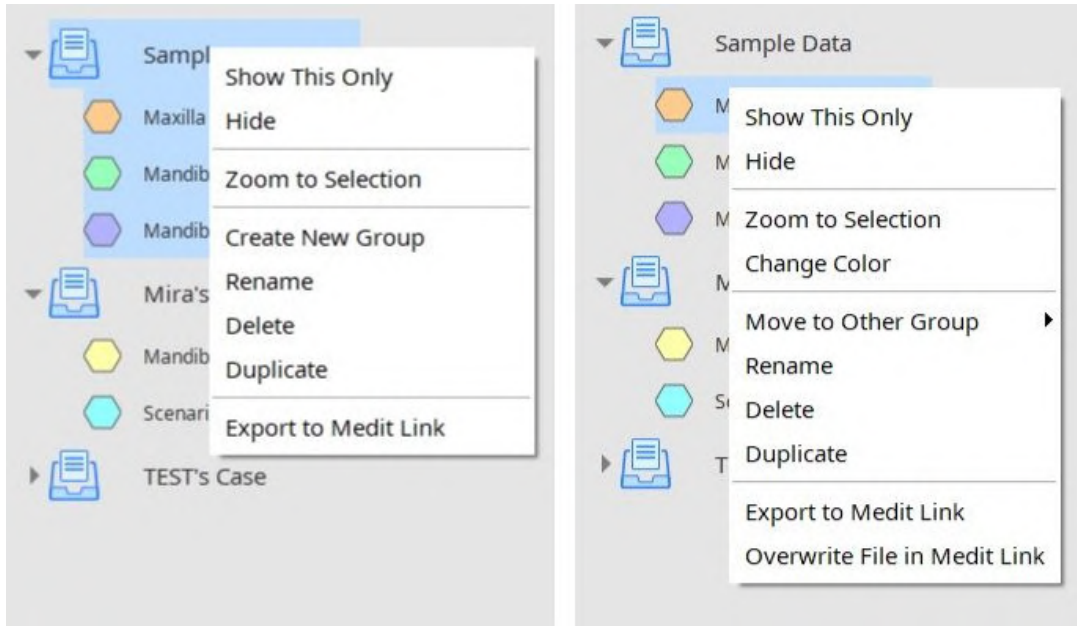 Sampl
Show This Only
Maxilla
Hide
Mandib
Zoom to Selection
Mandib
Create New Group
Rename
Mira's
Delete
Mandib
Duplicate
Scenari
Export to Medit Link
TEST's Case
Sample Data
M
Show This Only
Hide
M
Zoom to Selection
M
Change Color
M
Move to Other Group
M
Rename
Delete
Duplicate
T
Export to Medit Link
Overwrite File in Medit Link